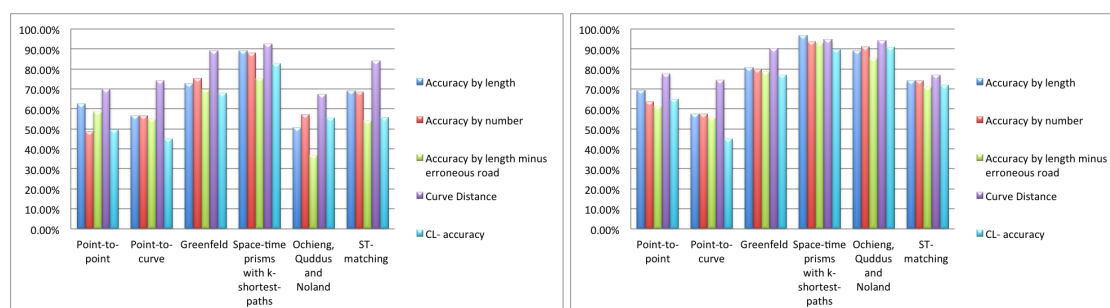 100.00%
90.00%
80.00%
70.00%
60.00%
50.00%
40.00%
30.00%
20.00%
10.00%
0.00%
Point-to-
point
Point-to-
curve
Greenfeld
Space-time
prisms
with k-
shortest-
paths
Ochieng,
Quddus
and
Noland
ST-
matching
Accuracy by length
Accuracy by number
Accuracy by length minus
erroneous road
Curve Distance
CL- accuracy
100.00%
90.00%
80.00%
70.00%
60.00%
50.00%
40.00%
30.00%
20.00%
10.00%
0.00%
Point-to-
point
Point-to-
curve
Greenfeld
Space-time
prisms
with k-
shortest-
paths
Ochieng,
Quddus
and
Noland
ST-
matching
Accuracy by length
Accuracy by number
Accuracy by length minus
erroneous road
Curve Distance
CL- accuracy